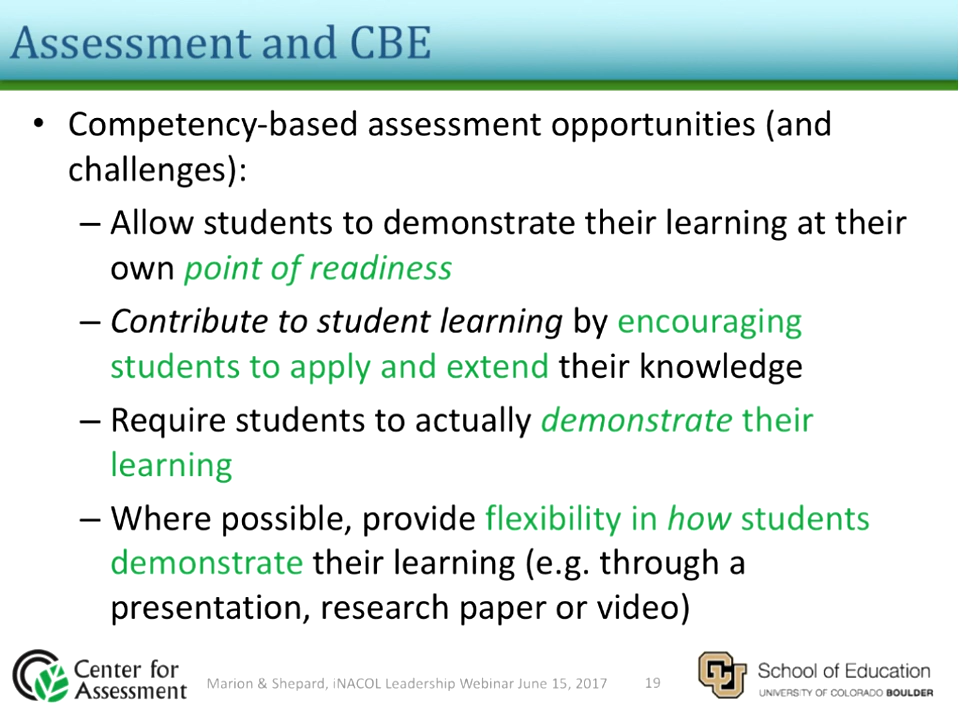 Assessment and CBE
• Competency-based assessment opportunities (and
challenges):
– Allow students to demonstrate their learning at their
own point of readiness
– Contribute to student learning by encouraging
students to apply and extend their knowledge
– Require students to actually demonstrate their
learning
– Where possible, provide flexibility in how students
demonstrate their learning (e.g. through a
presentation, research paper or video)
Center for
Assessment
Marion & Shepard, iNACOL Leadership Webinar June 15, 2017
19
CU
School of Education
UNIVERSITY OF COLORADO BOULDER